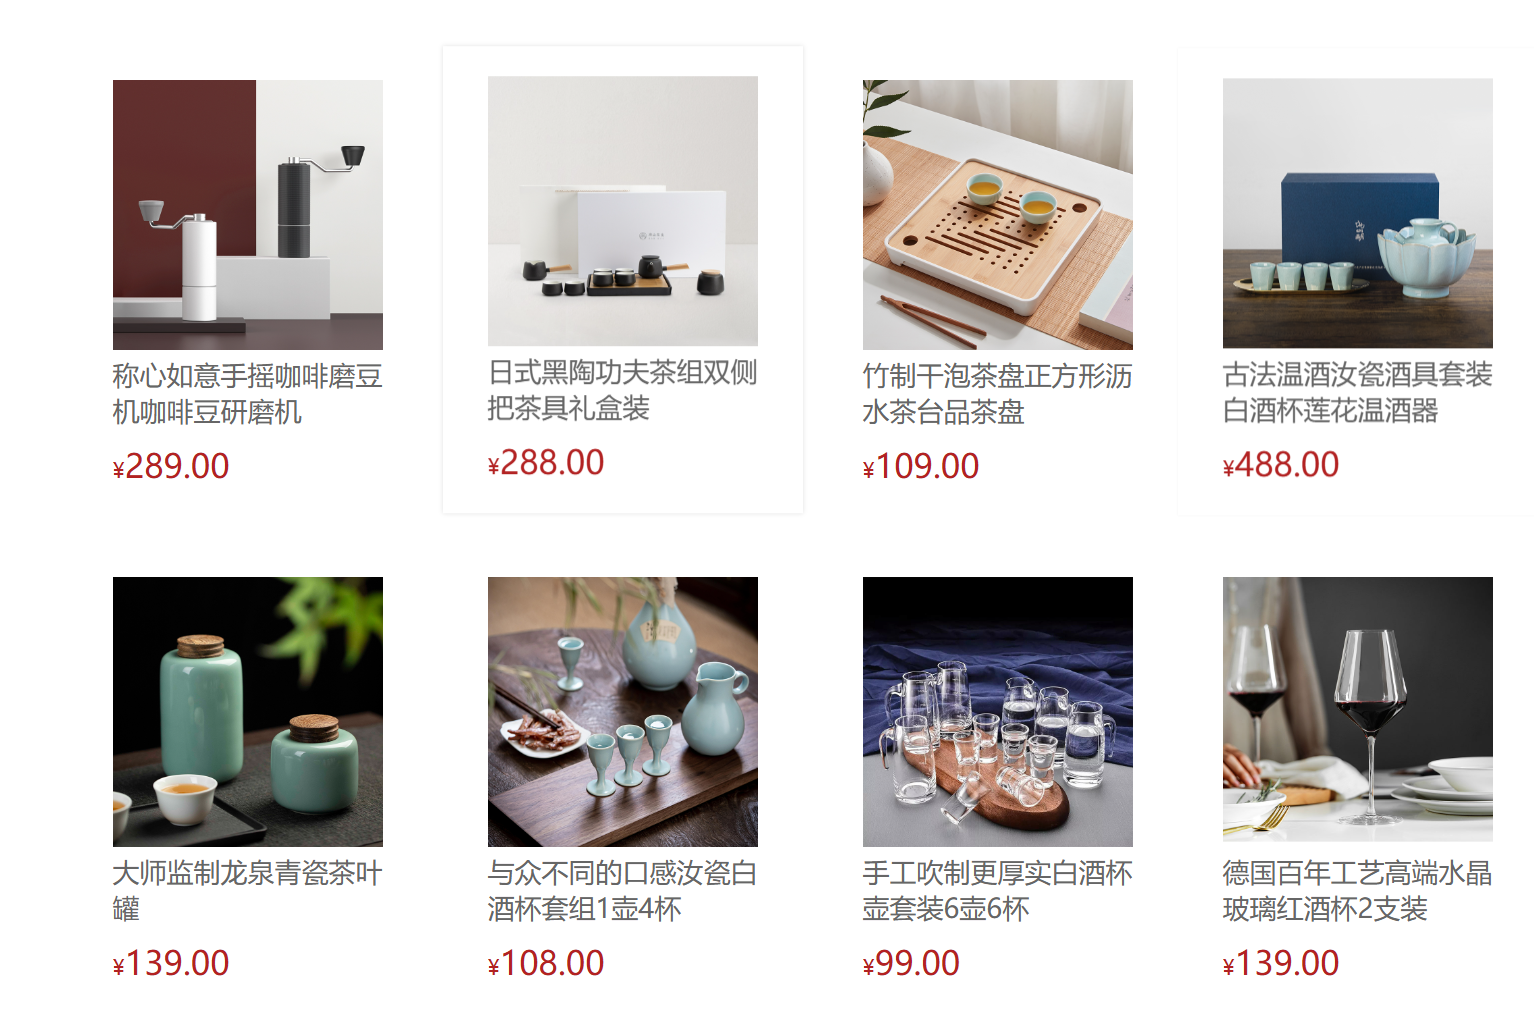 称心如意手摇咖啡磨豆
机咖啡豆研磨机
¥289.00
日式黑陶功夫茶组双侧
把茶具礼盒装
¥288.00
竹制干泡茶盘正方形沥
水茶台品茶盘
¥109.00
古法温酒汝瓷酒具套装
白酒杯莲花温酒器
¥488.00
大师监制龙泉青瓷茶叶
罐
¥139.00
与众不同的口感汝瓷白
酒杯套组1壶4杯
¥108.00
手工吹制更厚实白酒杯
壶套装6壶6杯
¥99.00
德国百年工艺高端水晶
玻璃红酒杯2支装
¥139.00